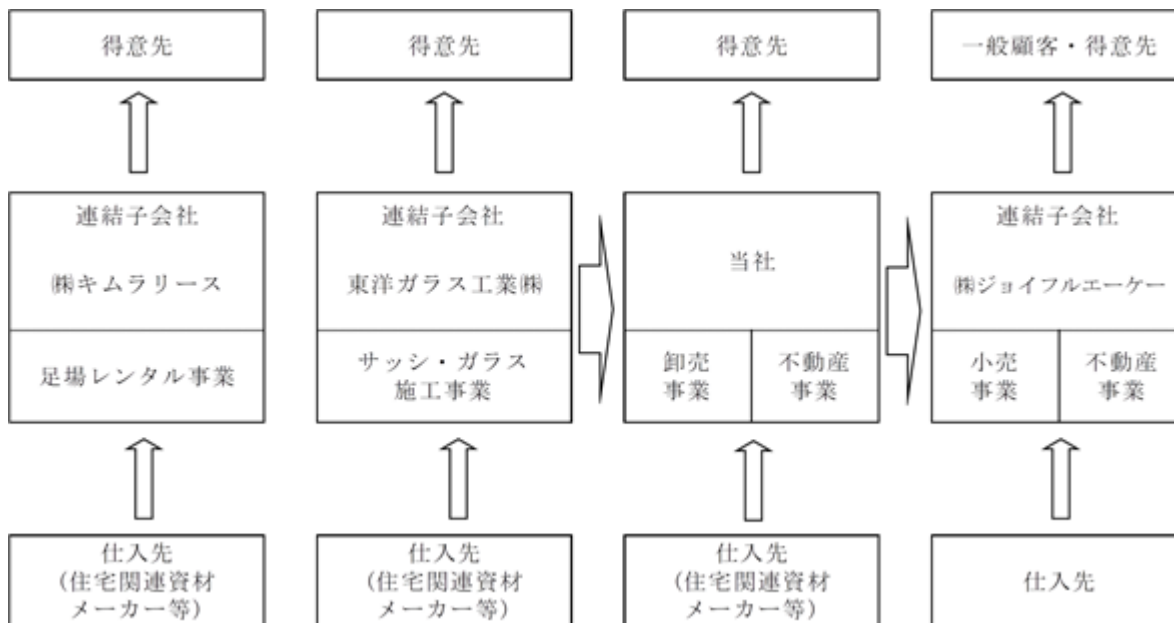 得意先
得意先
得意先
一般顧客・得意先
連結子会社
㈱キムラリース
足場レンタル事業
連結子会社
東洋ガラス工業㈱
サッシ・ガラス
施工事業
当社
卸売
事業
不動産
事業
連結子会社
㈱ジョイフルエーケー
小売
事業
不動産
事業
仕入先
(住宅関連資材
メーカー等)
仕入先
(住宅関連資材
メーカー等)
仕入先
(住宅関連資材
メーカー等)
仕入先